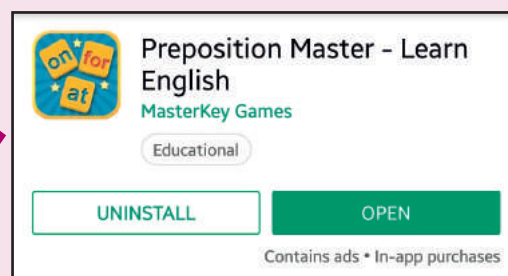 on for
at
Preposition Master - Learn
English
MasterKey Games
Educational
UNINSTALL OPEN
Contains ads • In-app purchases